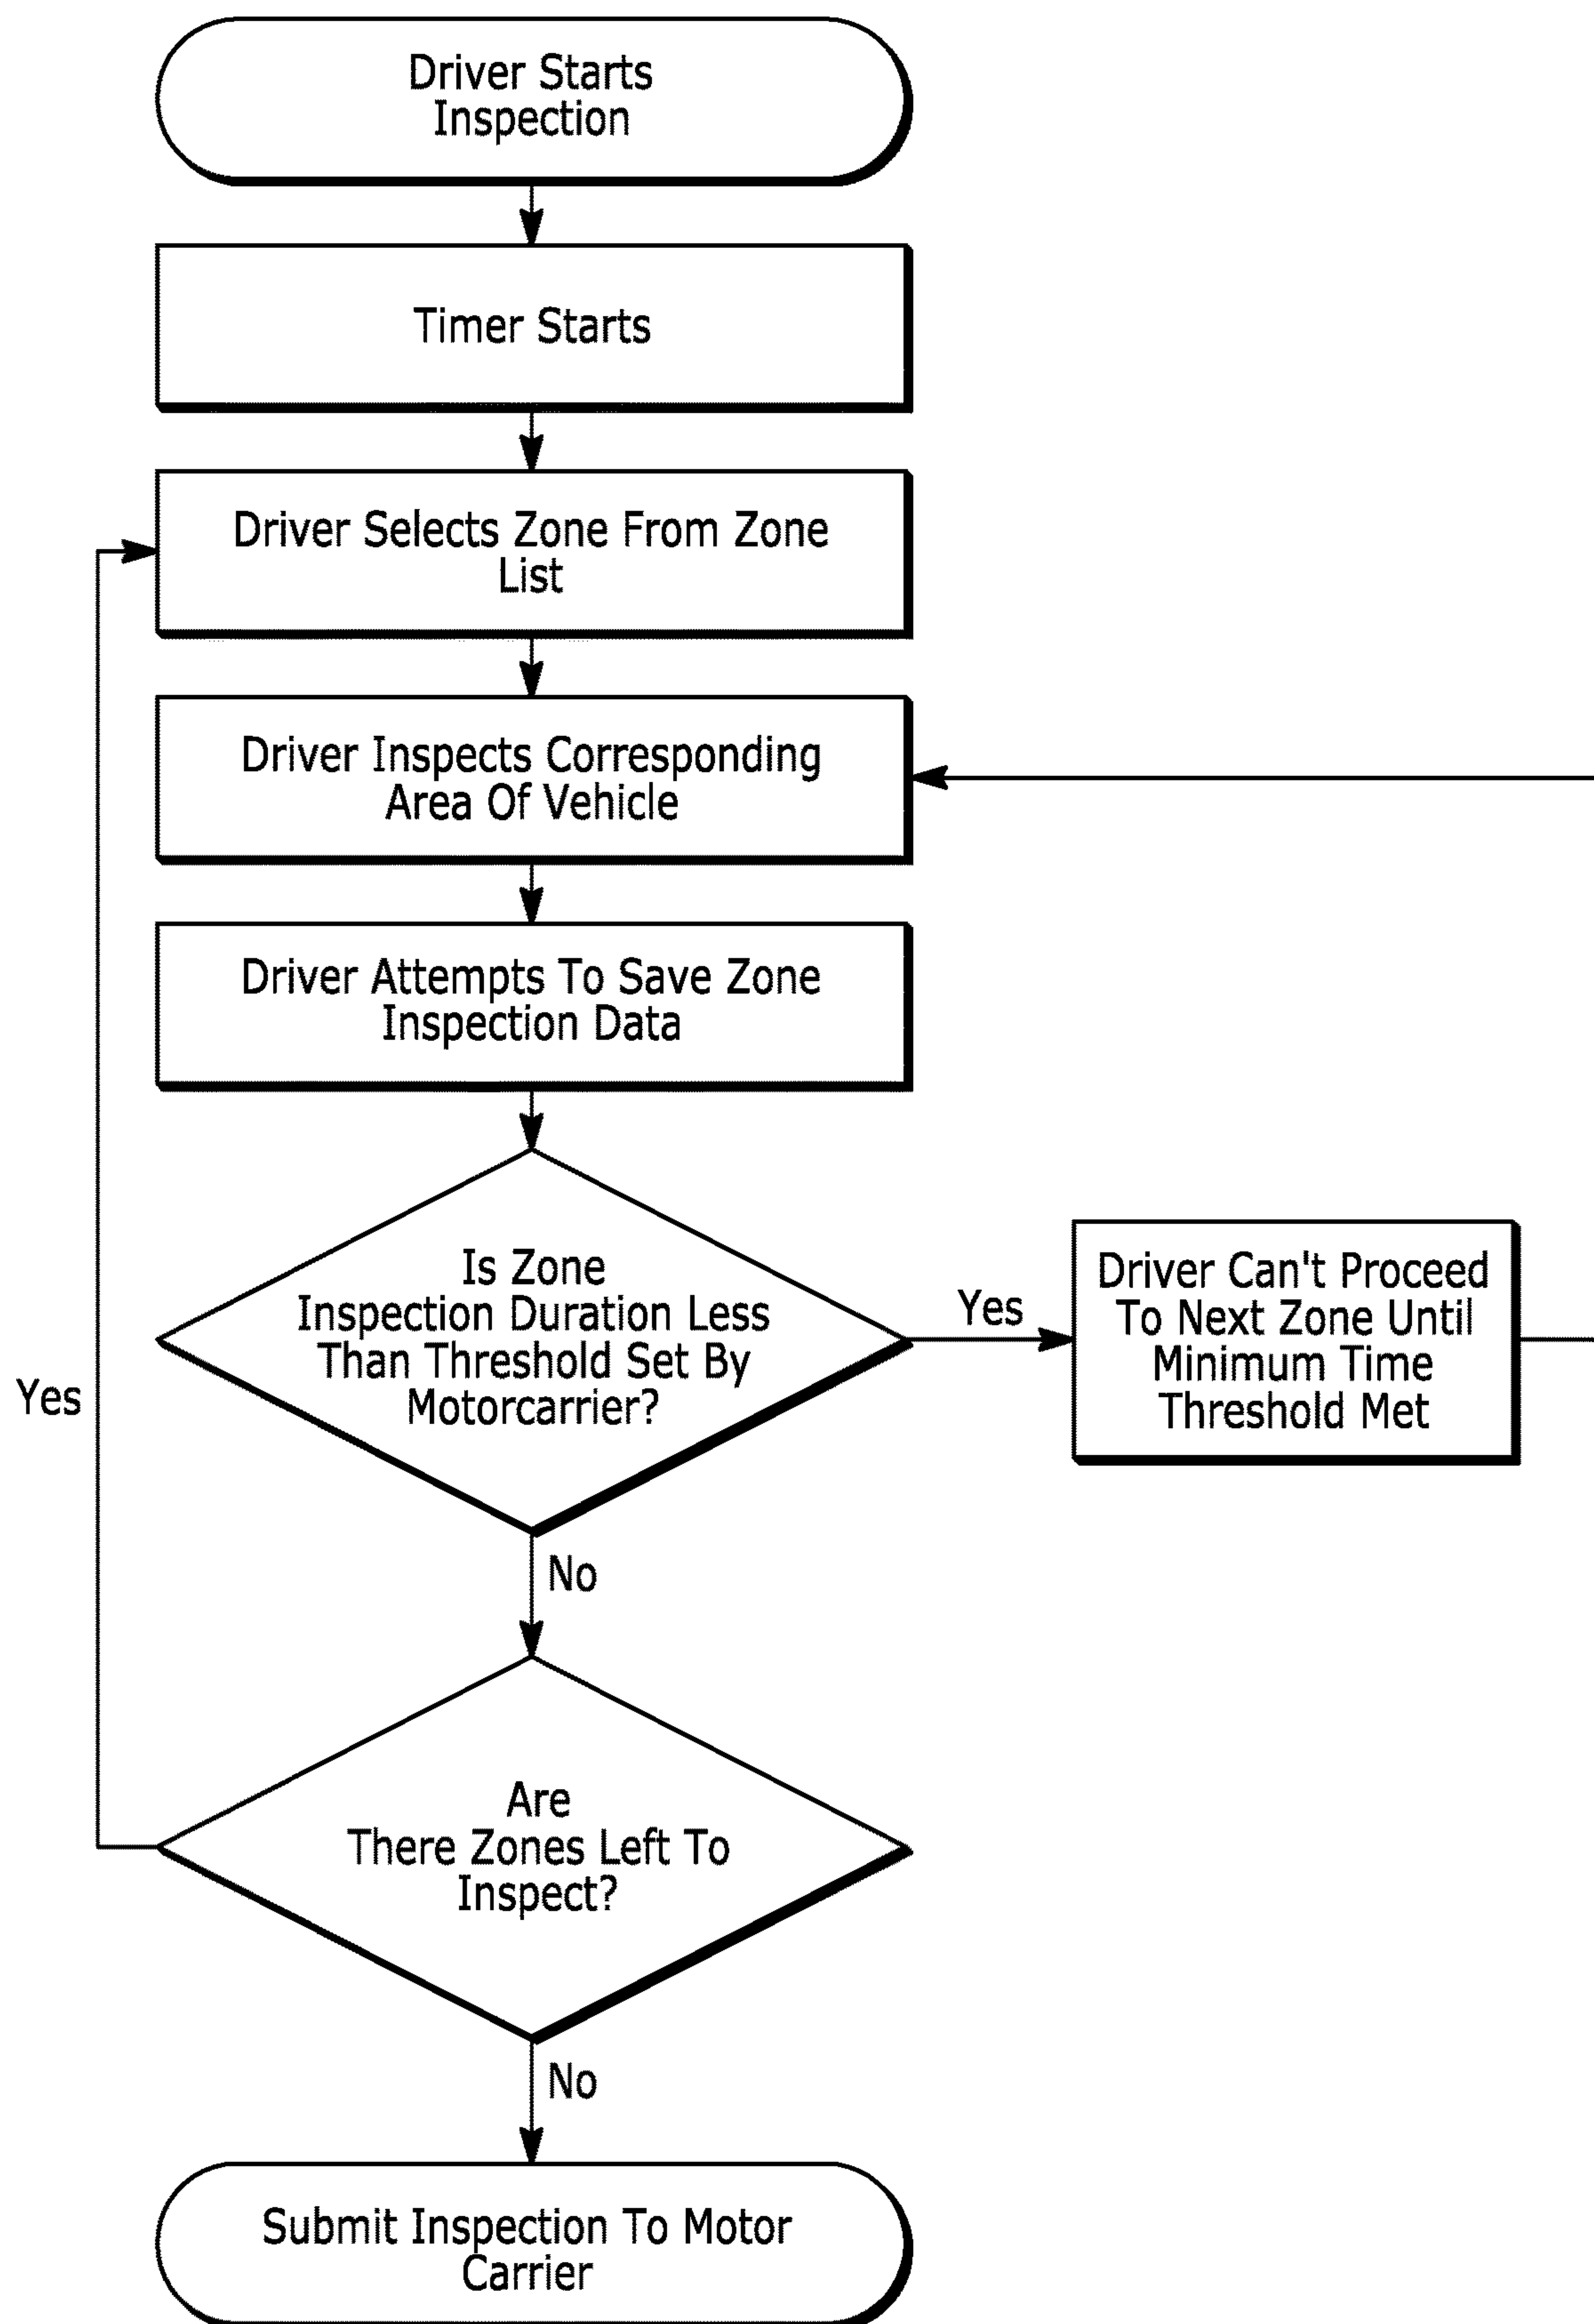 Driver Starts
Inspection
Timer Starts
Driver Selects Zone From Zone
List
Driver Inspects Corresponding
Area Of Vehicle
Driver Attempts To Save Zone
Inspection Data
Is Zone
Inspection Duration Less
Than Threshold Set By
Motorcarrier?
Yes
Driver Can't Proceed
To Next Zone Until
Minimum Time
Threshold Met
Yes
No
Are
There Zones Left To
Inspect?
No
Submit Inspection To Motor
Carrier